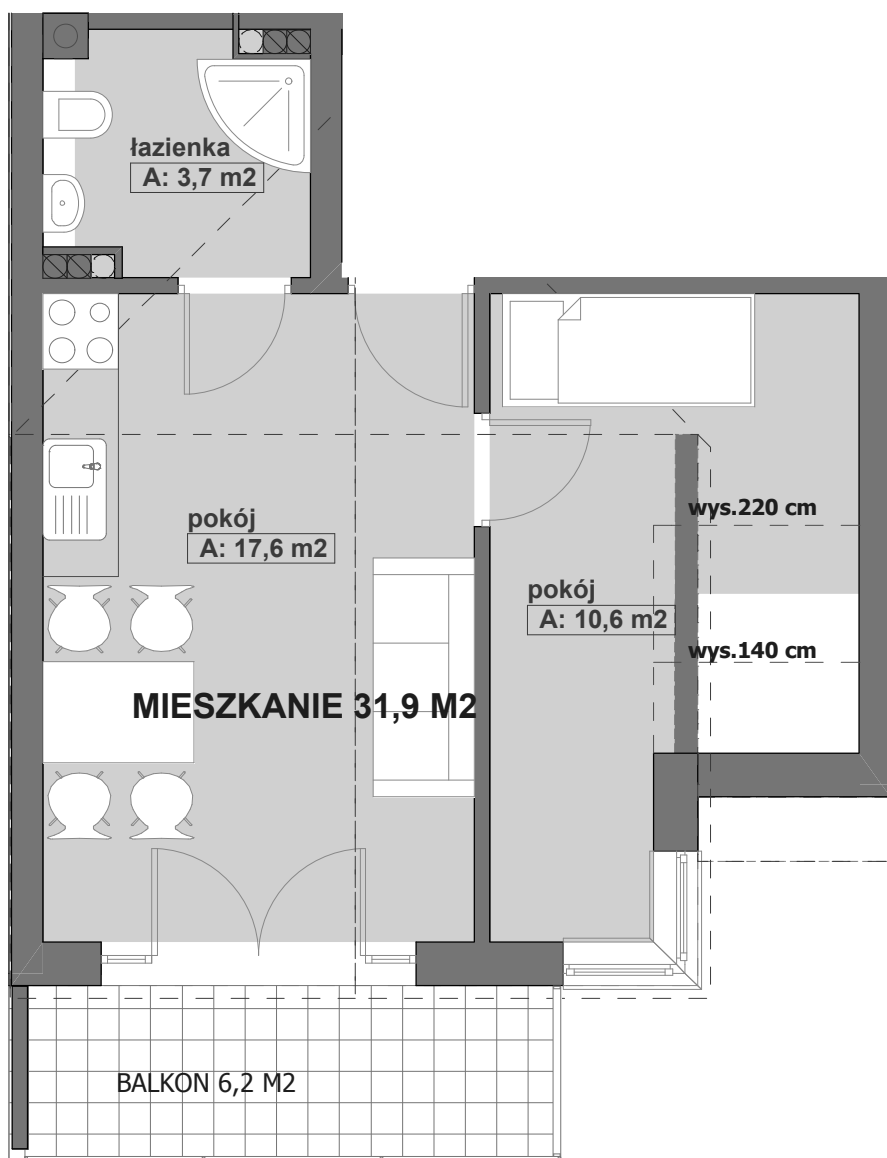 łazienka
A: 3,7 m2
pokój
A: 17,6 m2
wys.220 cm
pokój
A: 10,6 m2
wys.140 cm
MIESZKANIE 31,9 M2
BALKON 6,2 M2